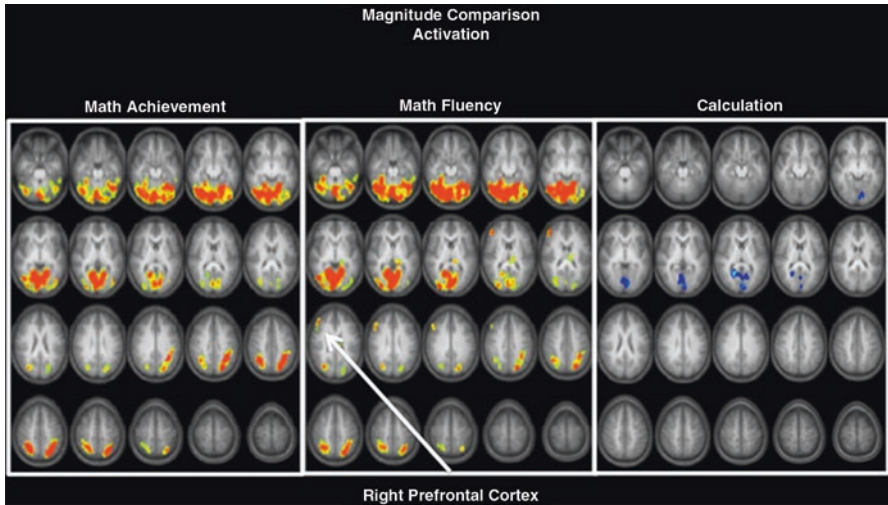 Magnitude Comparison
Activation
Math Achievement
Math Fluency
Calculation
Right Prefrontal Cortex